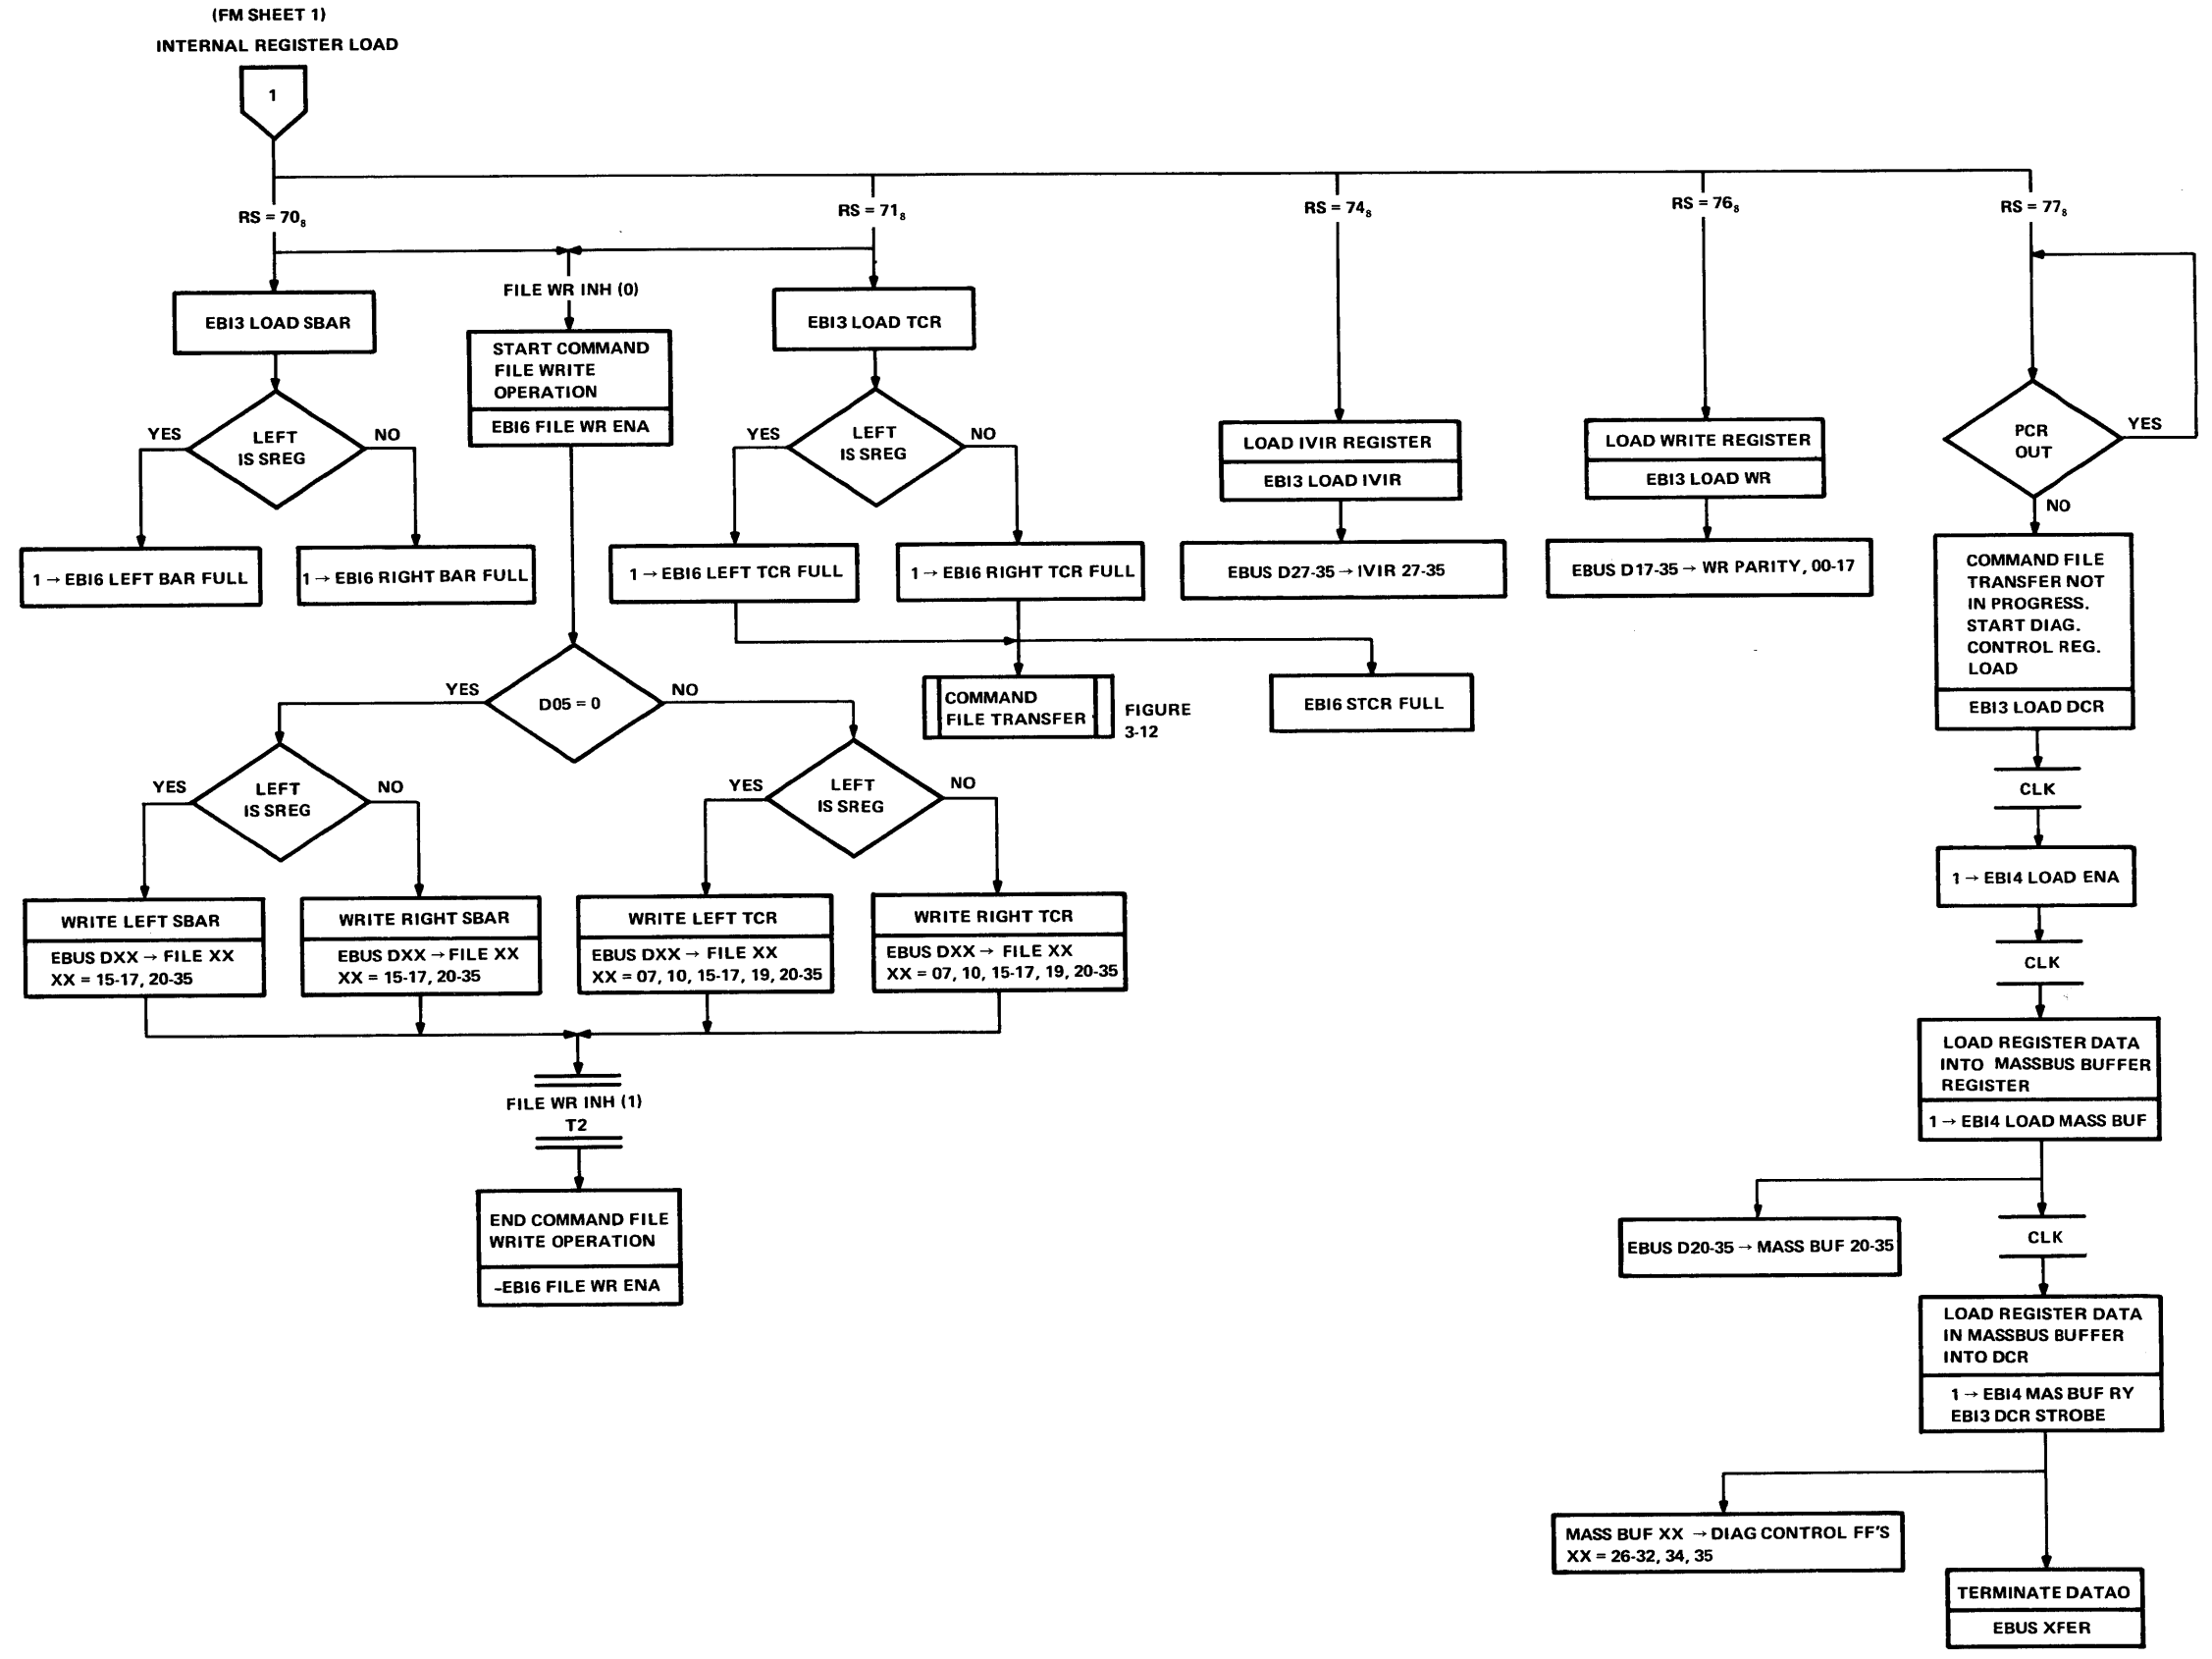 (FM SHEET 1)
INTERNAL REGISTER LOAD
1
RS = 70₈
RS = 71₈
RS = 74₈
RS = 76₈
RS = 77₈
EBI3 LOAD SBAR
FILE WR INH (0)
EBI3 LOAD TCR
START COMMAND
FILE WRITE
OPERATION
EBI6 FILE WR ENA
YES
LEFT
IS SREG
NO
YES
LEFT
IS SREG
NO
LOAD IVIR REGISTER
EBI3 LOAD IVIR
LOAD WRITE REGISTER
EBI3 LOAD WR
PCR
OUT
YES
NO
1 → EBI6 LEFT BAR FULL
1 → EBI6 RIGHT BAR FULL
1 → EBI6 LEFT TCR FULL
1 → EBI6 RIGHT TCR FULL
EBUS D27-35 → IVIR 27-35
EBUS D17-35 → WR PARITY, 00-17
COMMAND FILE
TRANSFER NOT
IN PROGRESS.
START DIAG.
CONTROL REG.
LOAD
EBI3 LOAD DCR
YES
D05 = 0
NO
COMMAND
FILE TRANSFER
FIGURE
3-12
EBI6 STCR FULL
YES
LEFT
IS SREG
NO
YES
LEFT
IS SREG
NO
CLK
1 → EBI4 LOAD ENA
CLK
WRITE LEFT SBAR
EBUS DXX → FILE XX
XX = 15-17, 20-35
WRITE RIGHT SBAR
EBUS DXX → FILE XX
XX = 15-17, 20-35
WRITE LEFT TCR
EBUS DXX → FILE XX
XX = 07, 10, 15-17, 19, 20-35
WRITE RIGHT TCR
EBUS DXX → FILE XX
XX = 07, 10, 15-17, 19, 20-35
LOAD REGISTER DATA
INTO MASSBUS BUFFER
REGISTER
1 → EBI4 LOAD MASS BUF
FILE WR INH (1)
T2
END COMMAND FILE
WRITE OPERATION
-EBI6 FILE WR ENA
EBUS D20-35 → MASS BUF 20-35
CLK
LOAD REGISTER DATA
IN MASSBUS BUFFER
INTO DCR
1 → EBI4 MAS BUF RY
EBI3 DCR STROBE
MASS BUF XX → DIAG CONTROL FF'S
XX = 26-32, 34, 35
TERMINATE DATAO
EBUS XFER